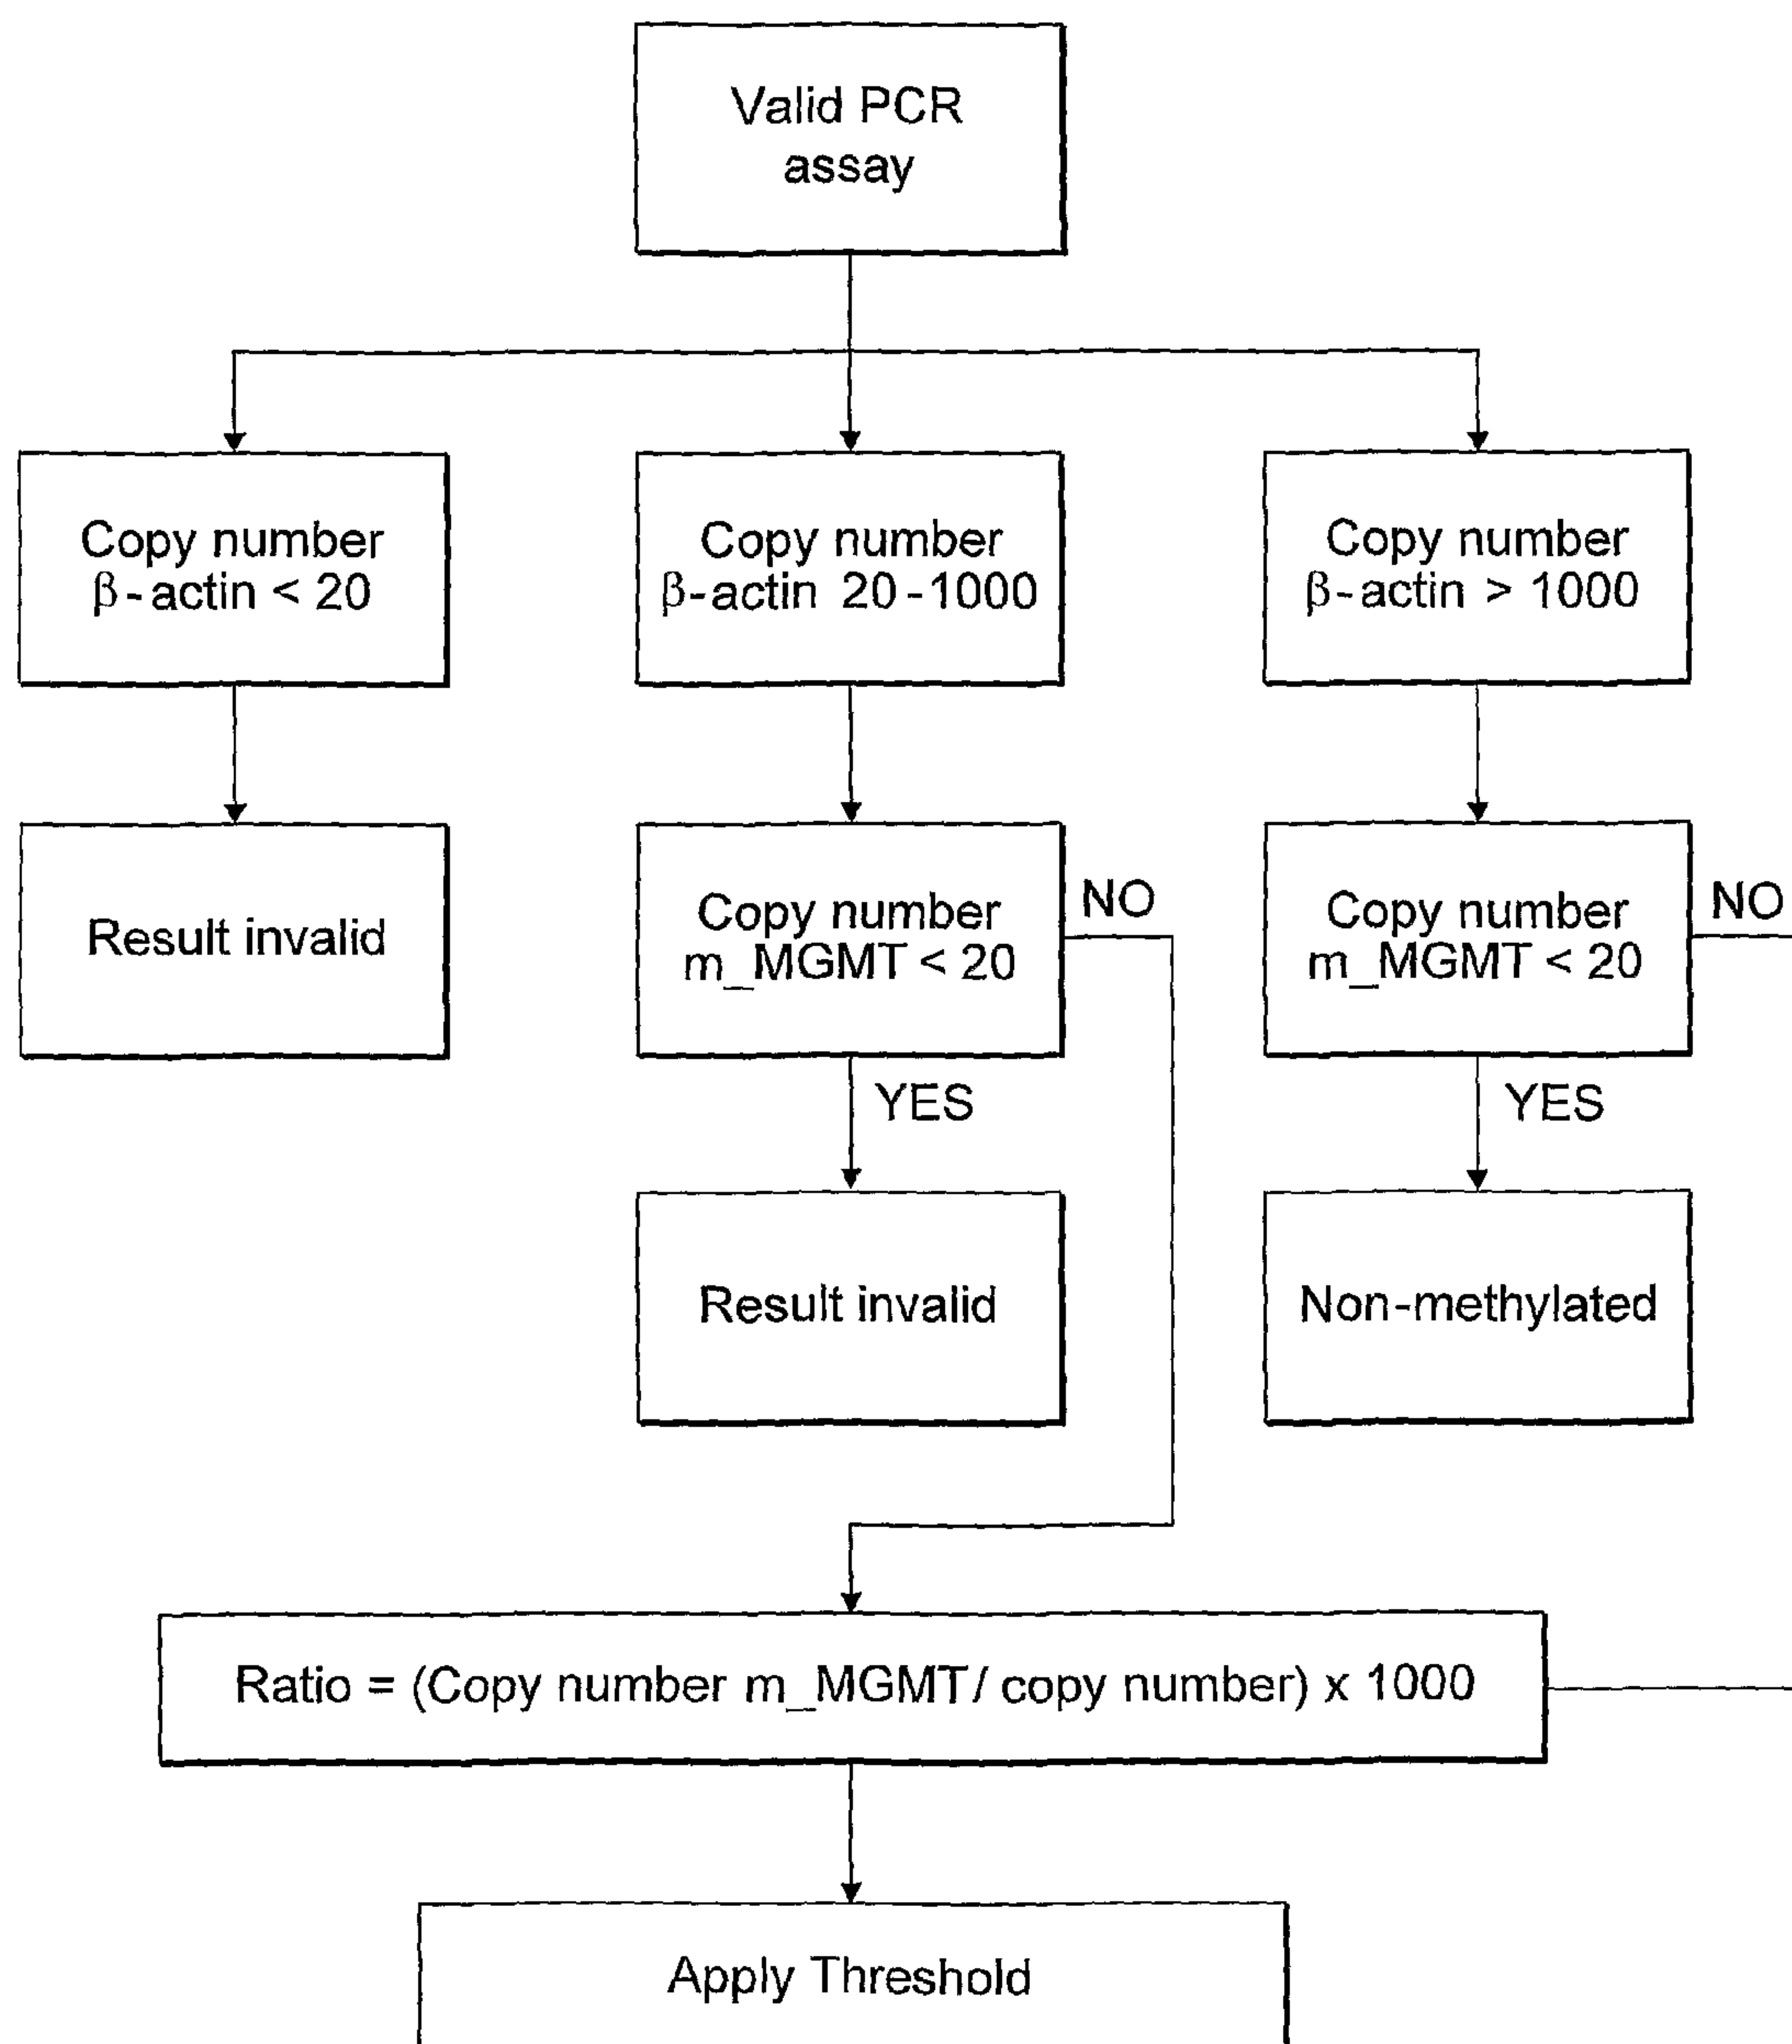 Valid PCR
assay
Copy number
β-actin < 20
Copy number
β-actin 20-1000
Copy number
β-actin > 1000
Result invalid
Copy number
m_MGMT < 20
NO
Copy number
m_MGMT < 20
NO
YES
YES
Result invalid
Non-methylated
Ratio = (Copy number m_MGMT/ copy number) x 1000
Apply Threshold